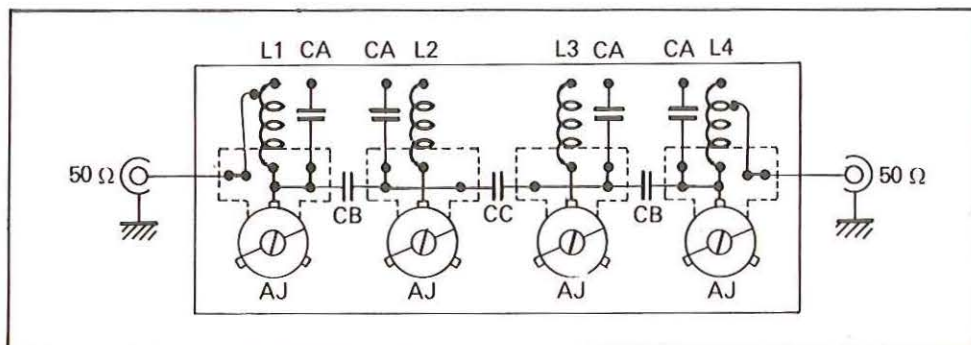 L1 CA CA L2 L3 CA CA L4
50 Ω 50 Ω
CB CC CB
AJ AJ AJ AJ